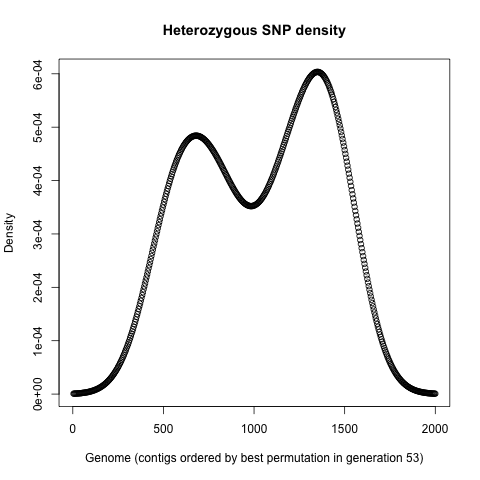 Heterozygous SNP density
Density
6e-04
5e-04
4e-04
3e-04
2e-04
1e-04
0e+00
0 500 1000 1500 2000
Genome (contigs ordered by best permutation in generation 53)